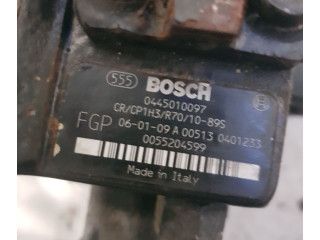 555 BOSCH
0445010097
CR/CP1H3/R70/10-89S
FGP 06-01-09 A 00513 0401233
0055204599
Made in Italy